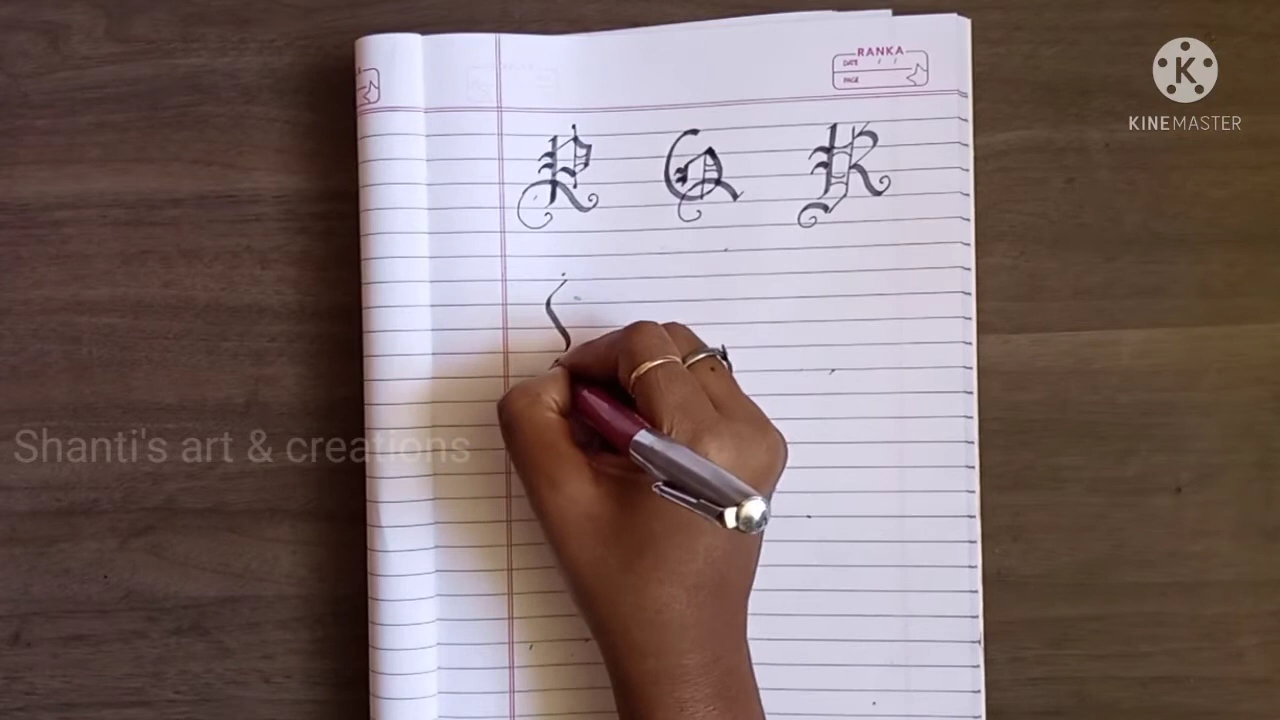 RANKA
DATE / /
PAGE
KINEMASTER
P Q R
Shanti's art & creations